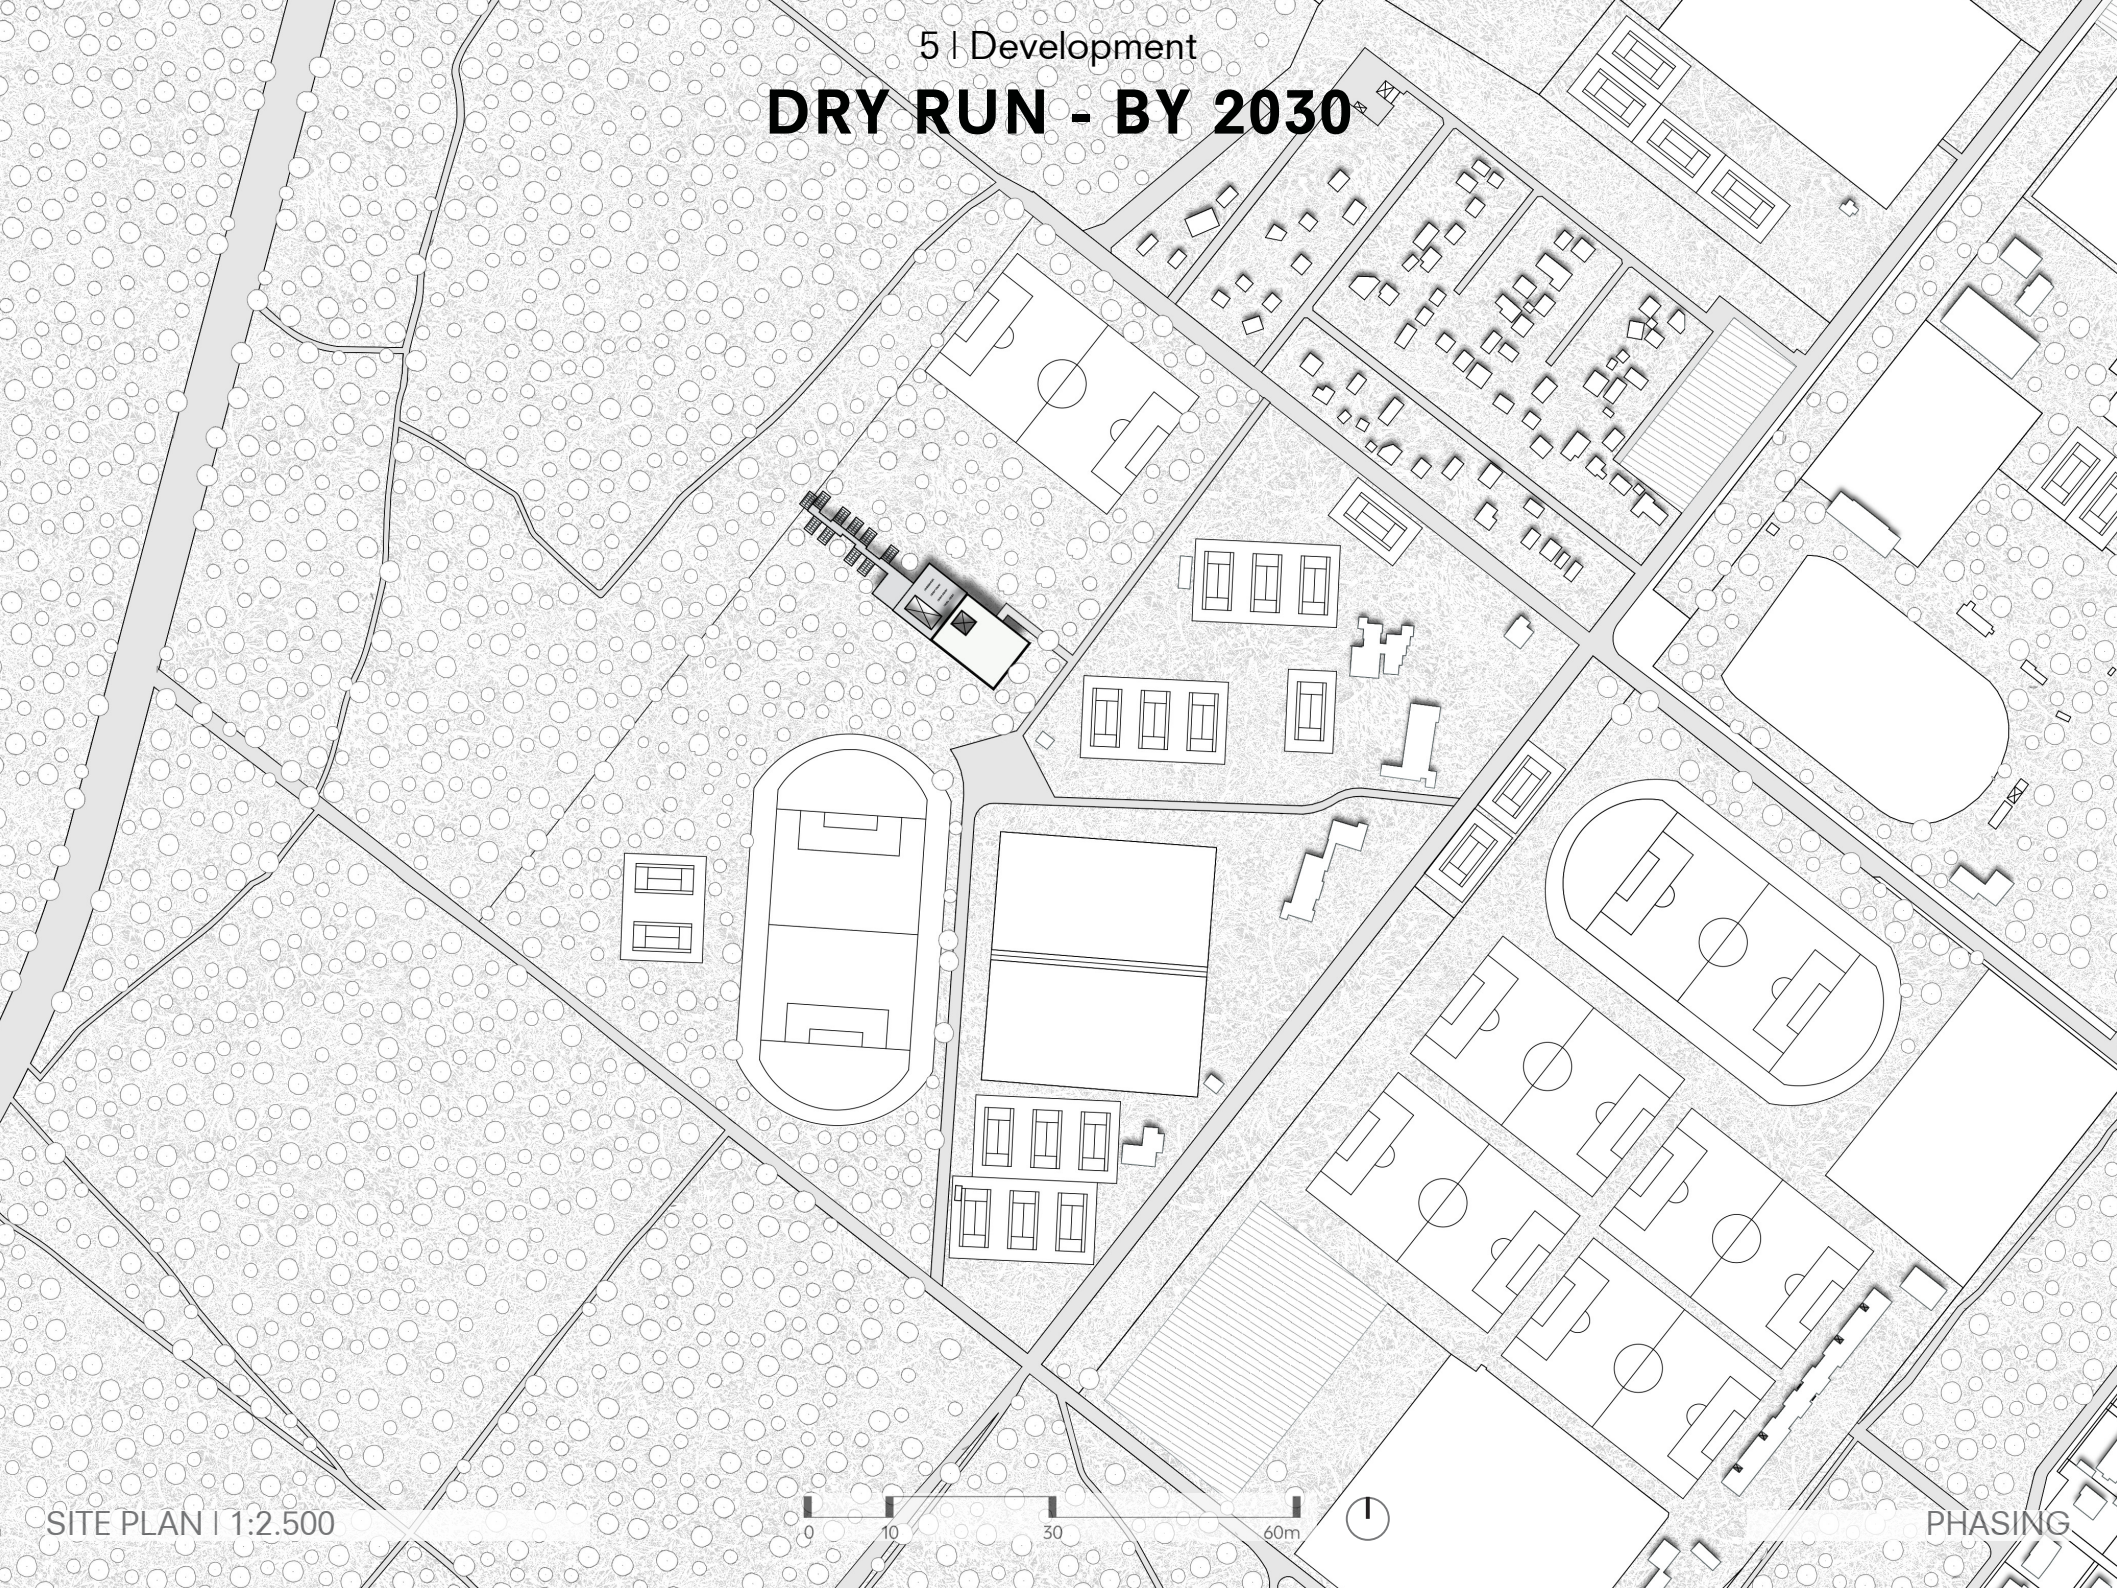 5 | Development
DRY RUN - BY 2030
SITE PLAN | 1:2.500
0 10 30 60m
PHASING